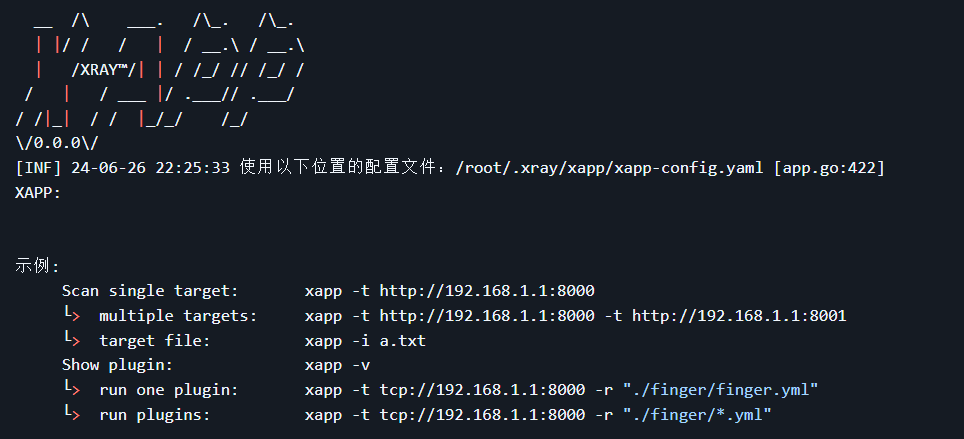 __  /\    ___.   /\_.   /\_.
  | |/ /   /   |  / __.\ / __.\
  |   /XRAY™/| | / /_/ // /_/ /
 /   |   / ___ |/ .___// .___/
/ /|_|  / /  |_/_/    /_/
\/0.0.0\/
[INF] 24-06-26 22:25:33 使用以下位置的配置文件: /root/.xray/xapp/xapp-config.yaml [app.go:422]
XAPP:
示例:
     Scan single target:       xapp -t http://192.168.1.1:8000
     └>  multiple targets:     xapp -t http://192.168.1.1:8000 -t http://192.168.1.1:8001
     └>  target file:          xapp -i a.txt
     Show plugin:              xapp -v
     └>  run one plugin:       xapp -t tcp://192.168.1.1:8000 -r "./finger/finger.yml"
     └>  run plugins:          xapp -t tcp://192.168.1.1:8000 -r "./finger/*.yml"